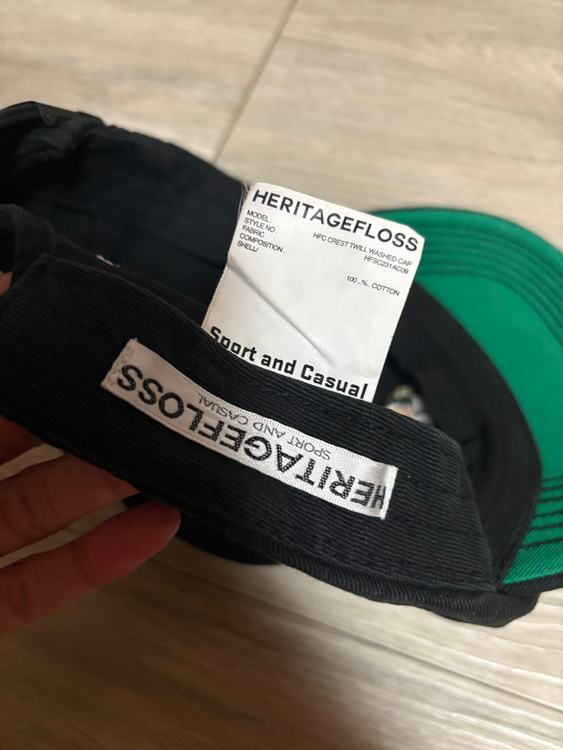 HERITAGEFLOSS
MODEL. HFC CREST TWILL WASHED CAP
STYLE NO. HFSC231AC09
FABRIC
COMPOSITION.
SHELL/ 100 ..%.. COTTON
Sport and Casual
HERITAGEFLOSS
SPORT AND CASUAL